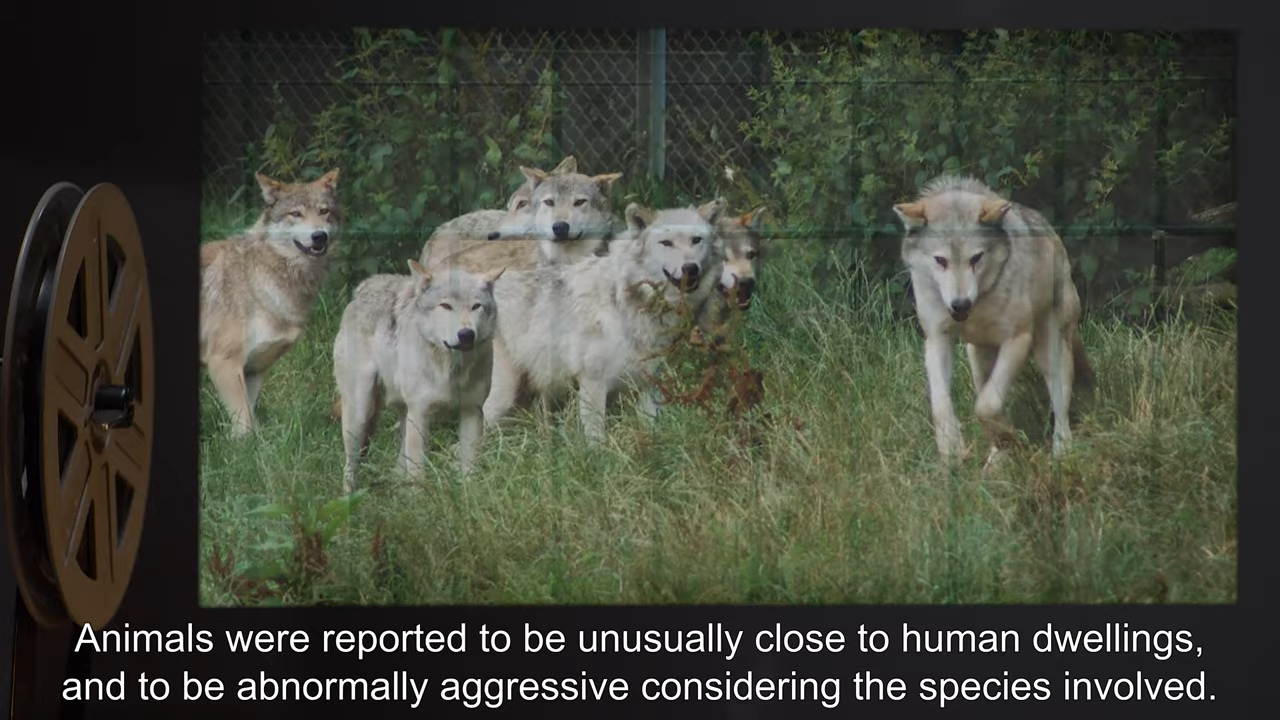 Animals were reported to be unusually close to human dwellings,
and to be abnormally aggressive considering the species involved.